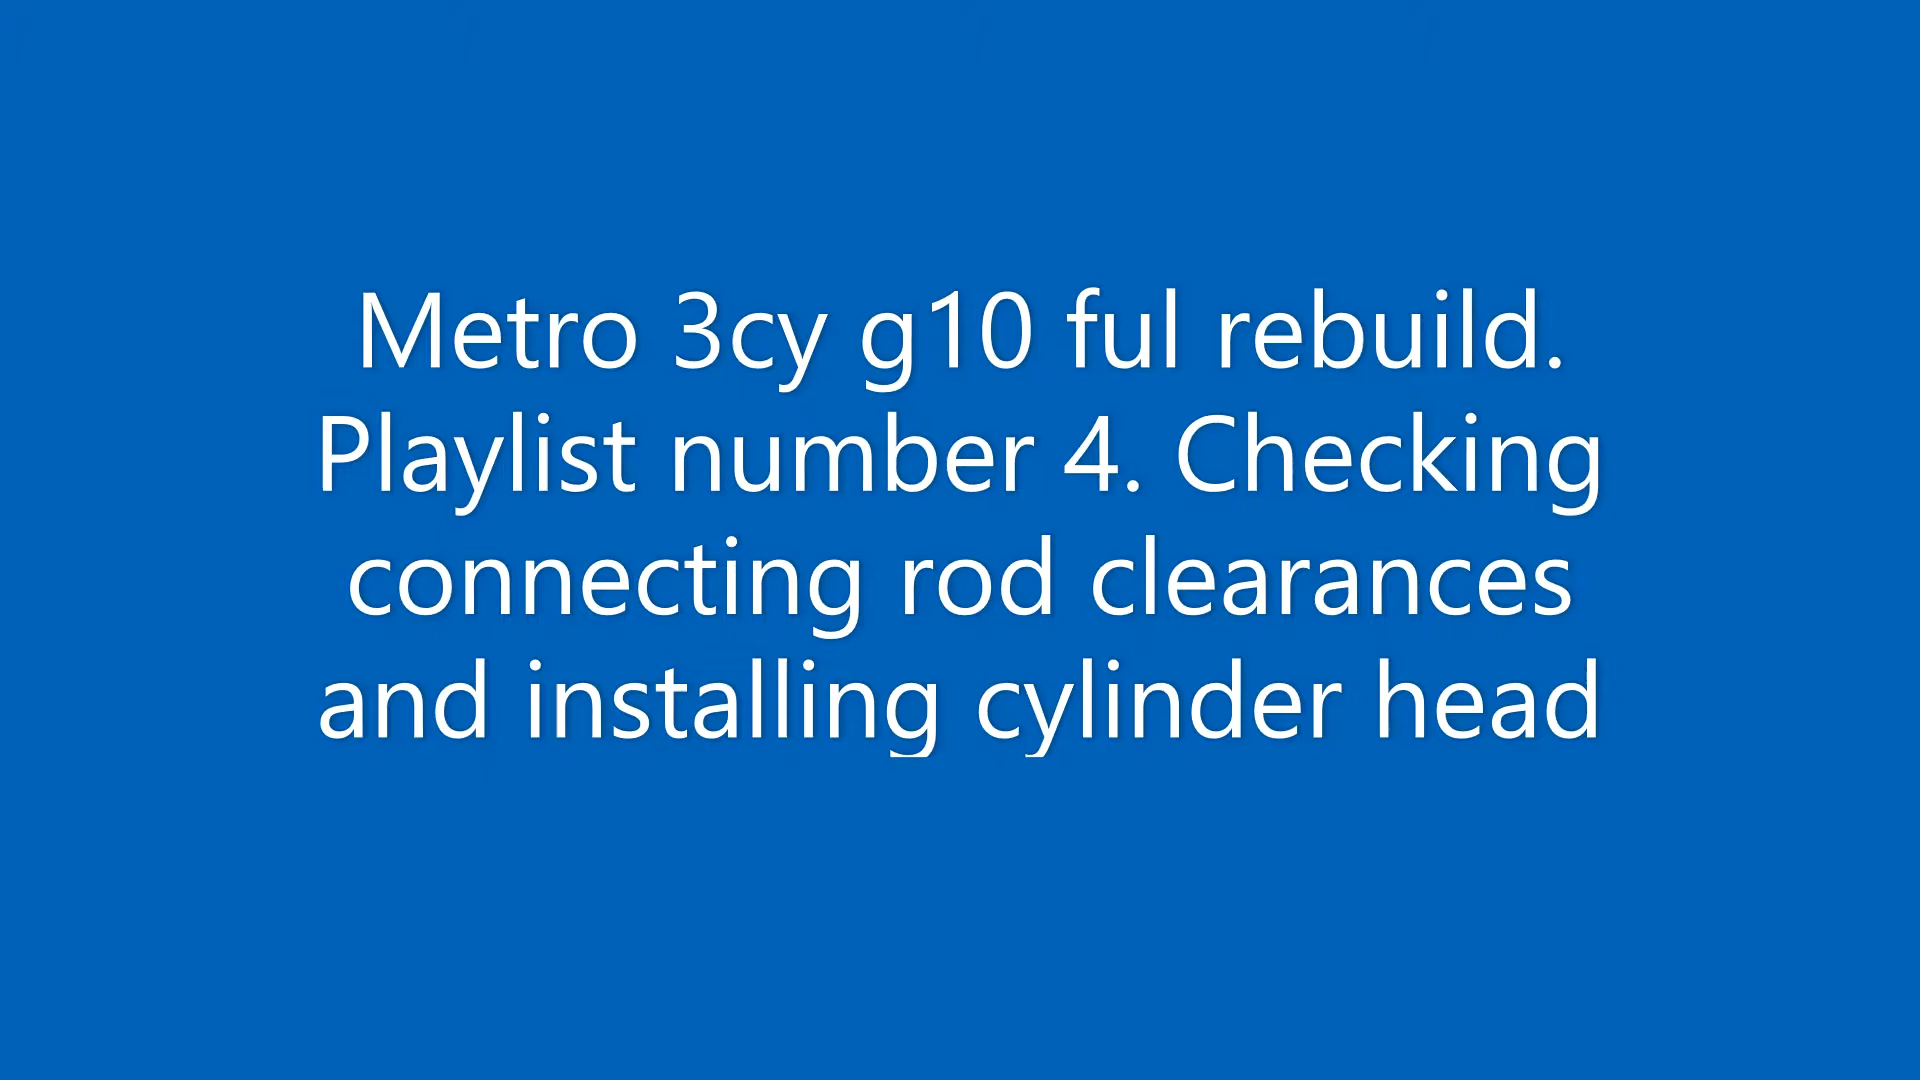 Metro 3cy g10 ful rebuild.
Playlist number 4. Checking
connecting rod clearances
and installing cylinder head